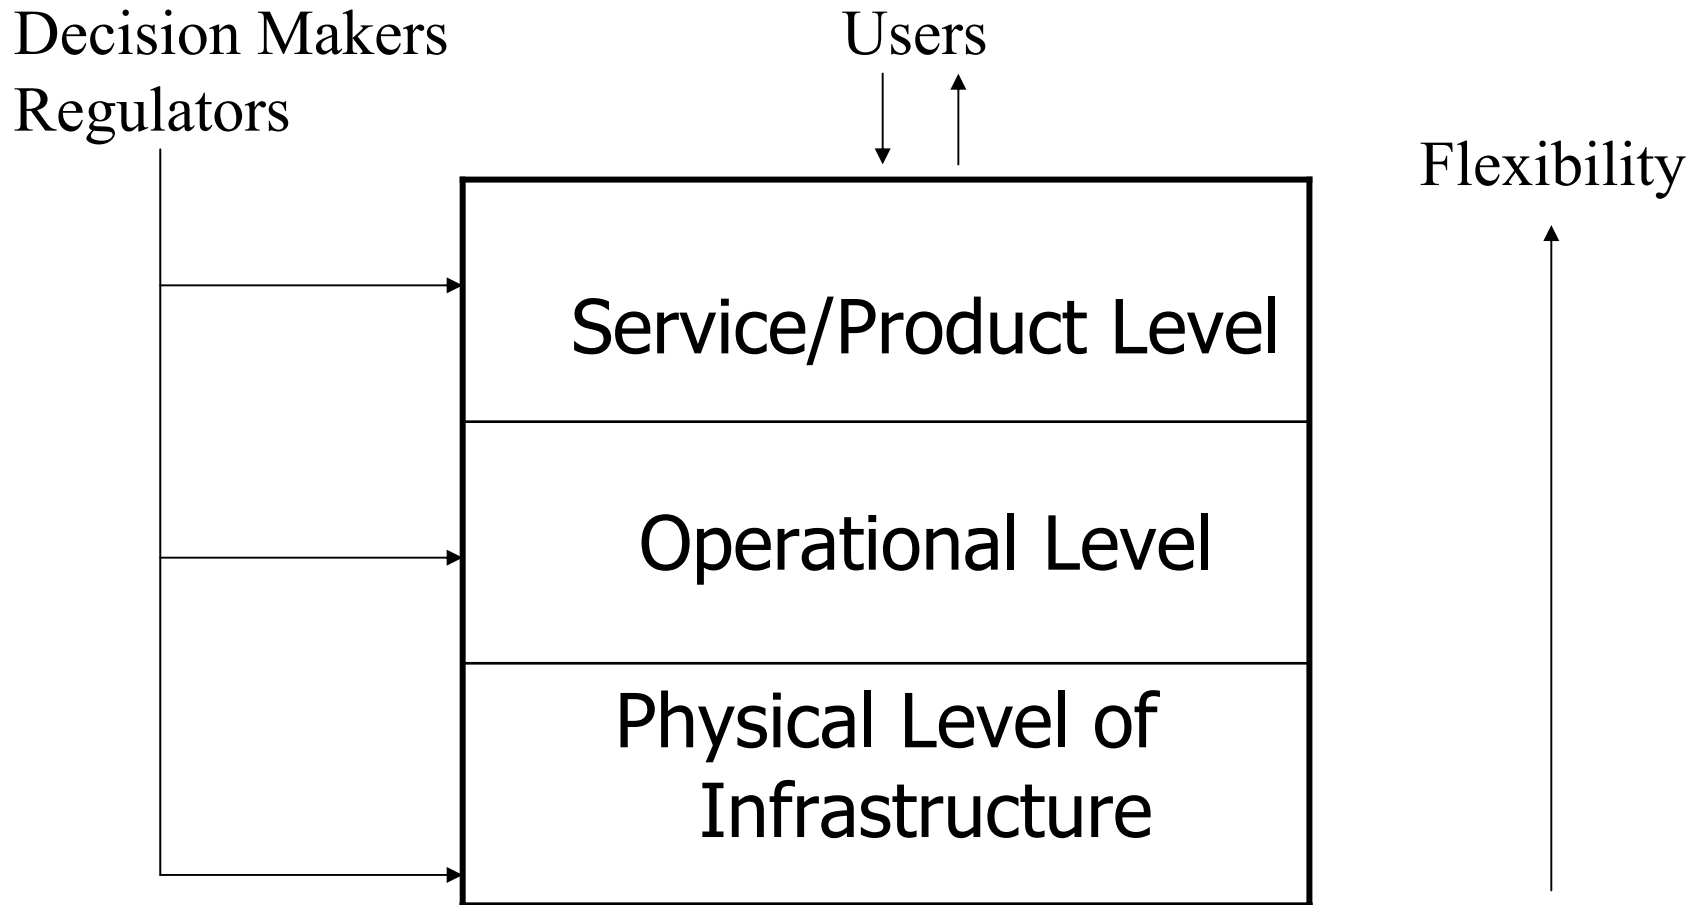 Decision Makers
Regulators
Users
Flexibility
Service/Product Level
Operational Level
Physical Level of
Infrastructure